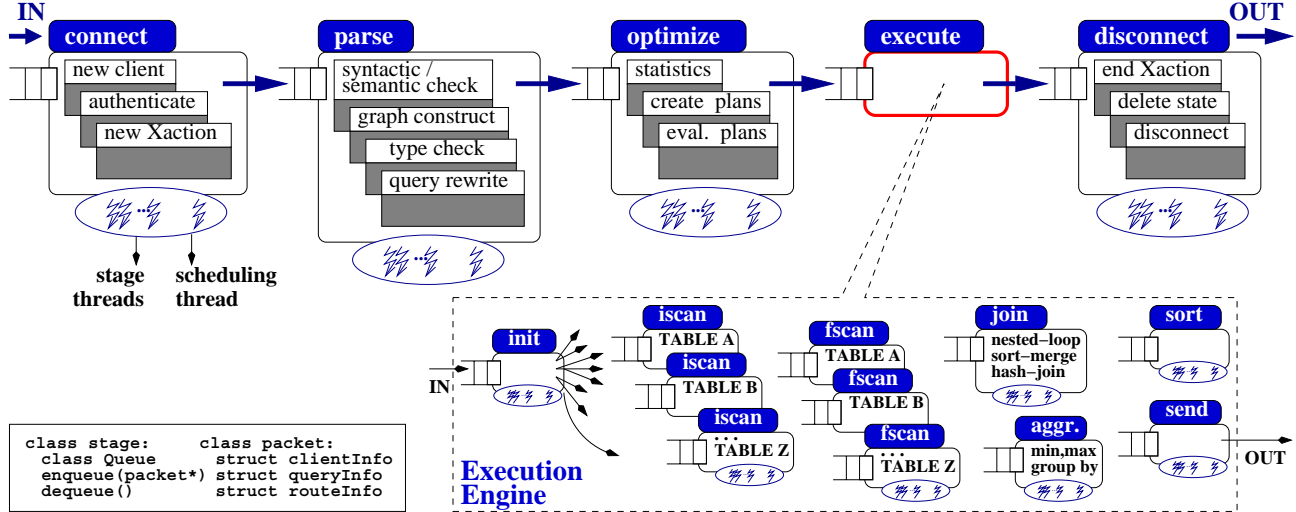 IN
OUT
connect
parse
optimize
execute
disconnect
new client
authenticate
new Xaction
syntactic /
semantic check
graph construct
type check
query rewrite
statistics
create plans
eval. plans
end Xaction
delete state
disconnect
...
...
...
...
stage
threads
scheduling
thread
IN
init
iscan
TABLE A
iscan
TABLE B
iscan
...
TABLE Z
fscan
TABLE A
fscan
TABLE B
fscan
...
TABLE Z
join
nested-loop
sort-merge
hash-join
aggr.
min,max
group by
sort
send
OUT
Execution
Engine
class stage:
class Queue
enqueue(packet*)
dequeue()
class packet:
struct clientInfo
struct queryInfo
struct routeInfo